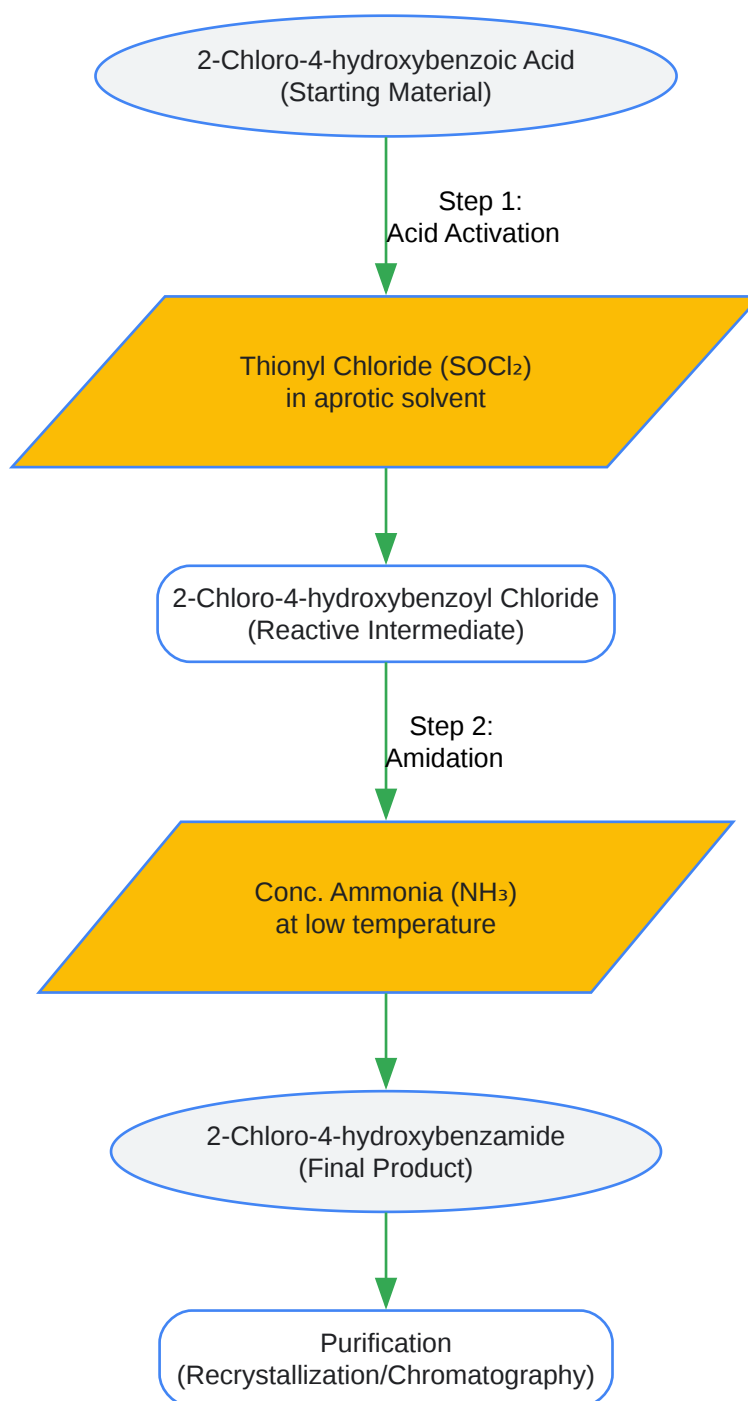 2-Chloro-4-hydroxybenzoic Acid
(Starting Material)
Step 1:
Acid Activation
Thionyl Chloride (SOCl₂)
in aprotic solvent
2-Chloro-4-hydroxybenzoyl Chloride
(Reactive Intermediate)
Step 2:
Amidation
Conc. Ammonia (NH₃)
at low temperature
2-Chloro-4-hydroxybenzamide
(Final Product)
Purification
(Recrystallization/Chromatography)